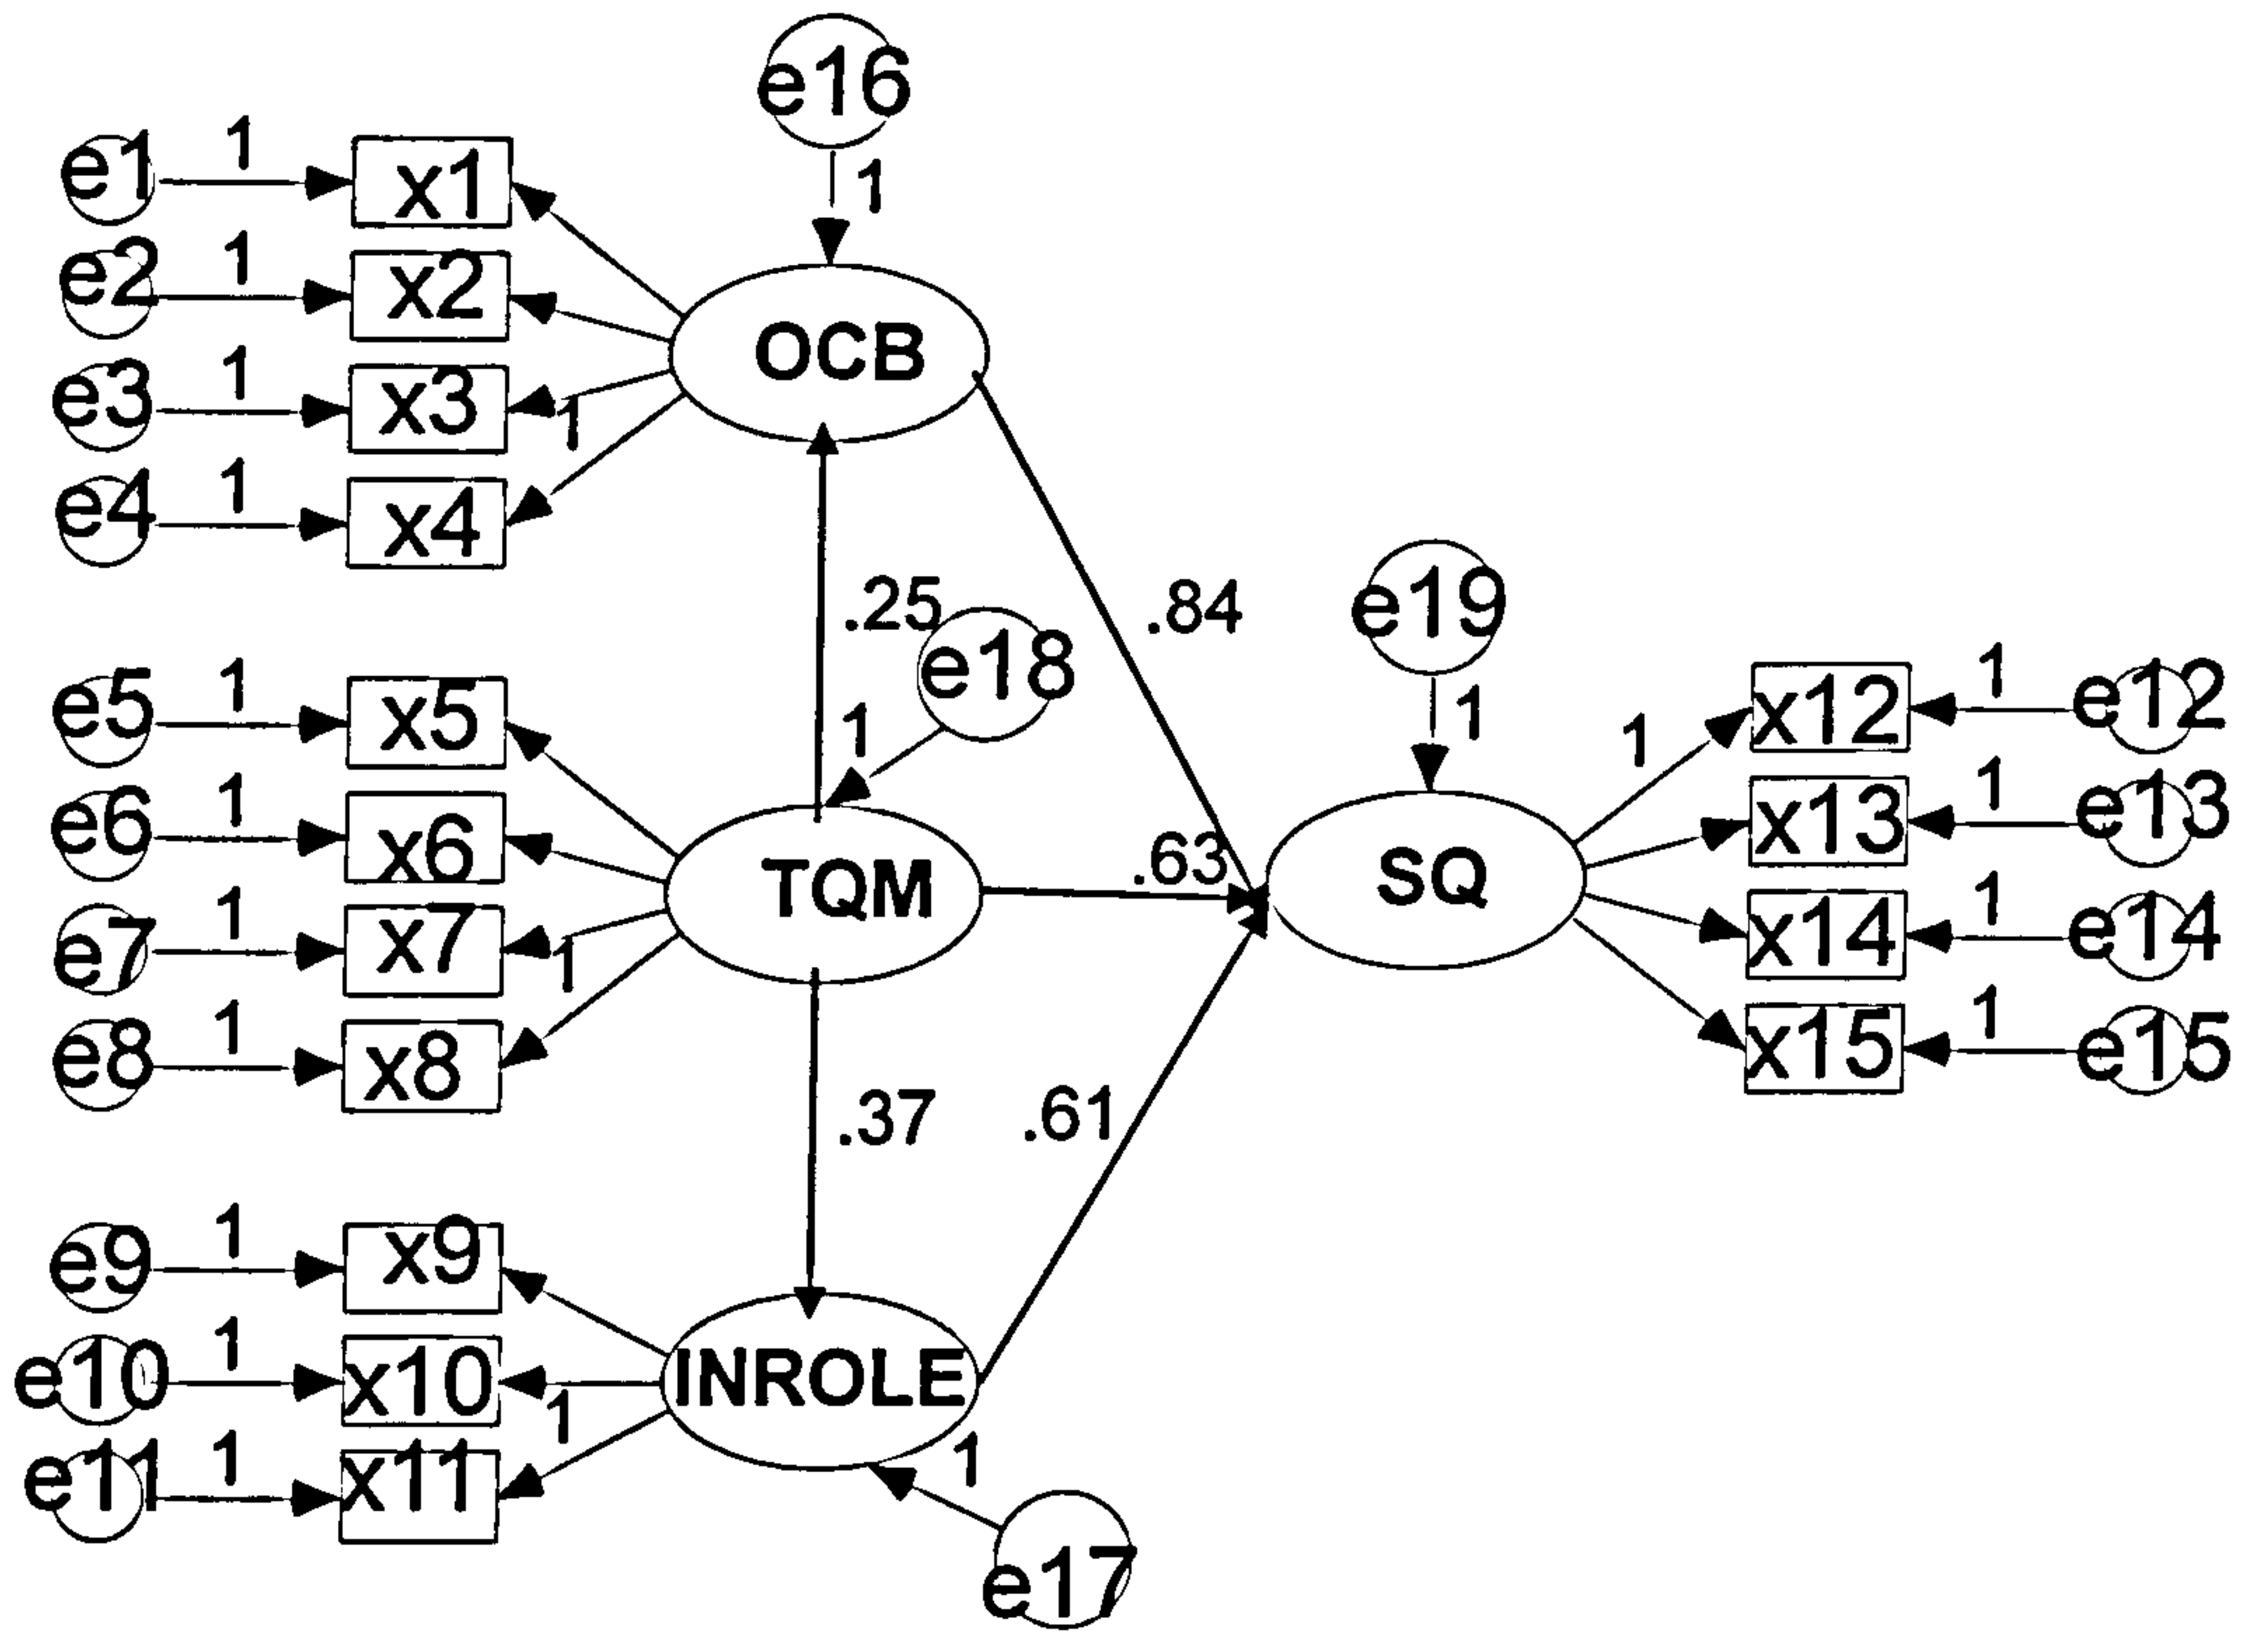 e16
1
e1
1
x1
e2
1
x2
e3
1
x3
1
e4
1
x4
OCB
.25
.84
e18
1
e19
1
e5
1
x5
e6
1
x6
e7
1
x7
1
e8
1
x8
TQM
.63
SQ
1
x12
1
e12
x13
1
e13
x14
1
e14
x15
1
e15
.37
.61
e9
1
x9
e10
1
x10
1
e11
1
x11
INROLE
1
e17